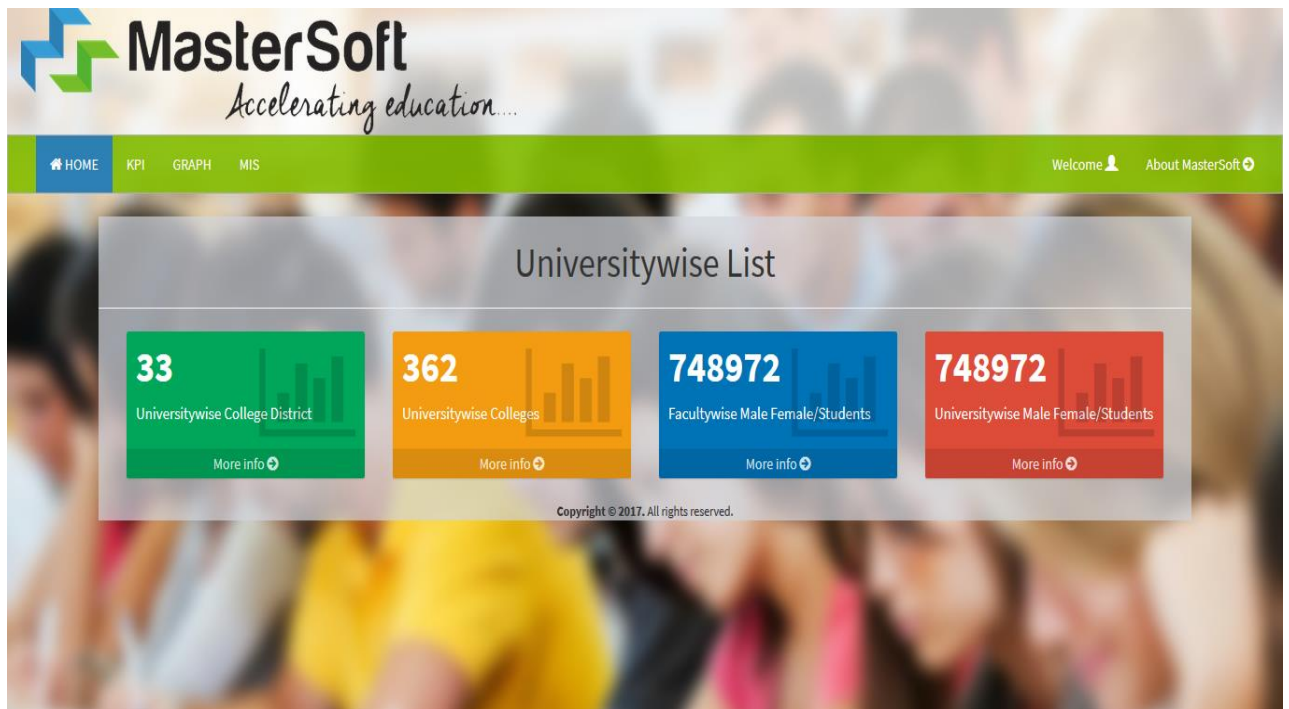 MasterSoft
Accelerating education....
HOME KPI GRAPH MIS Welcome About MasterSoft
Universitywise List
33
Universitywise College District
More info
362
Universitywise Colleges
More info
748972
Facultywise Male Female/Students
More info
748972
Universitywise Male Female/Students
More info
Copyright © 2017. All rights reserved.